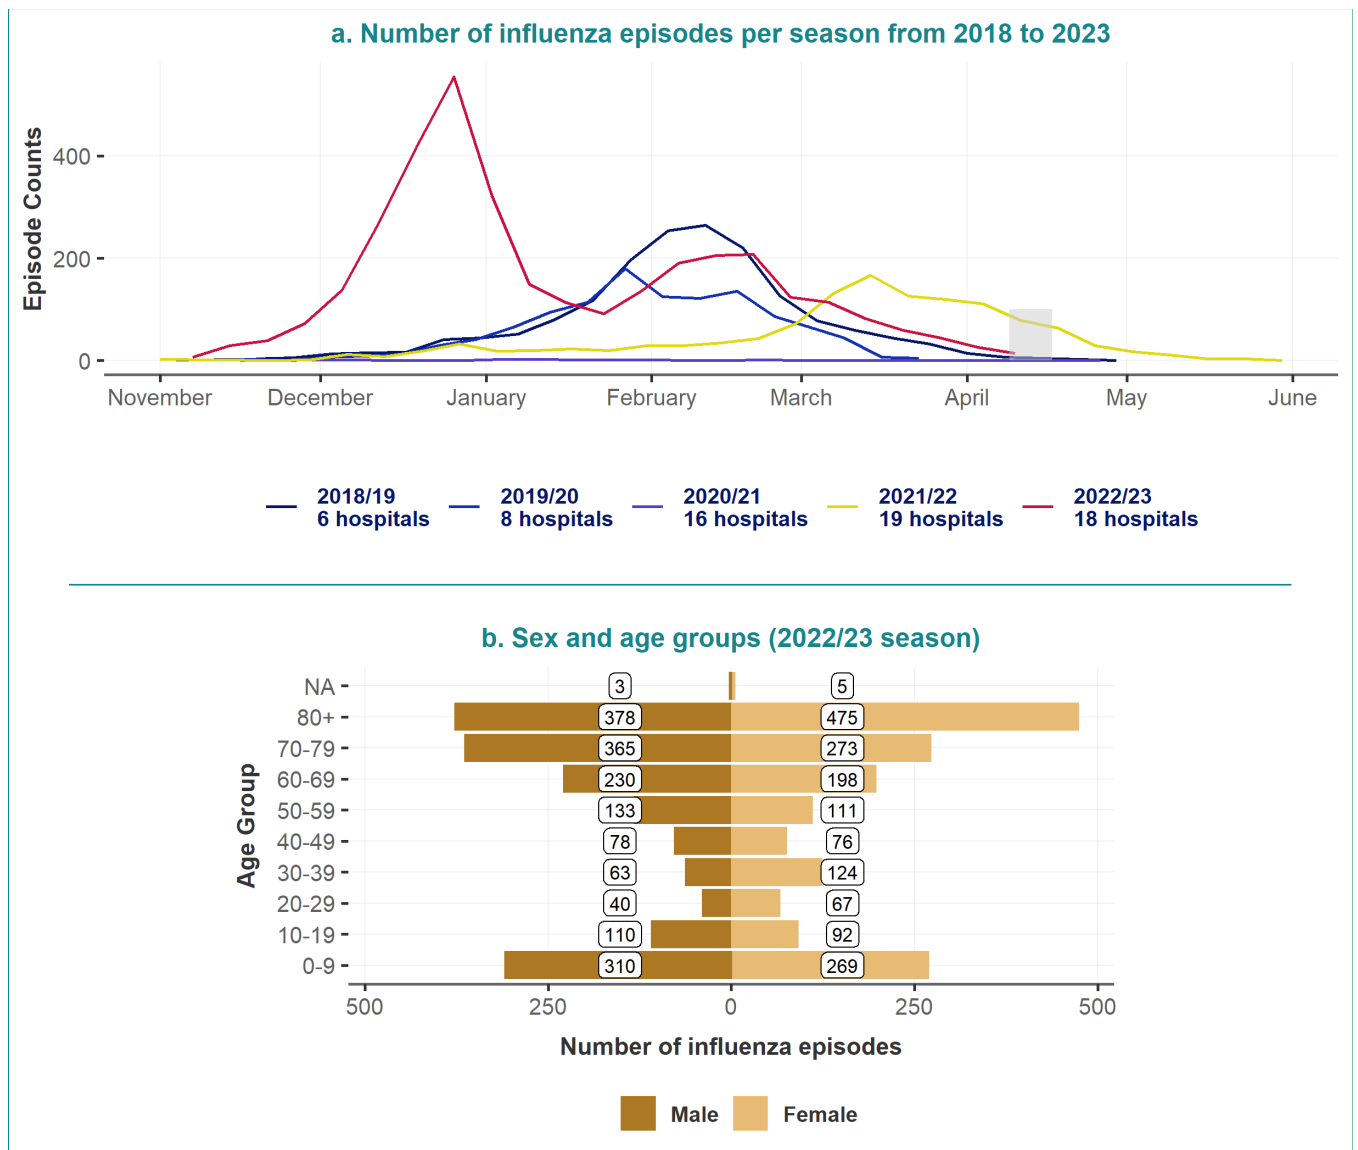 a. Number of influenza episodes per season from 2018 to 2023
Episode Counts
400
200
0
November December January February March April May June
2018/19 2019/20 2020/21 2021/22 2022/23
6 hospitals 8 hospitals 16 hospitals 19 hospitals 18 hospitals
b. Sex and age groups (2022/23 season)
Age Group
NA 3 5
80+ 378 475
70-79 365 273
60-69 230 198
50-59 133 111
40-49 78 76
30-39 63 124
20-29 40 67
10-19 110 92
0-9 310 269
500 250 0 250 500
Number of influenza episodes
Male Female